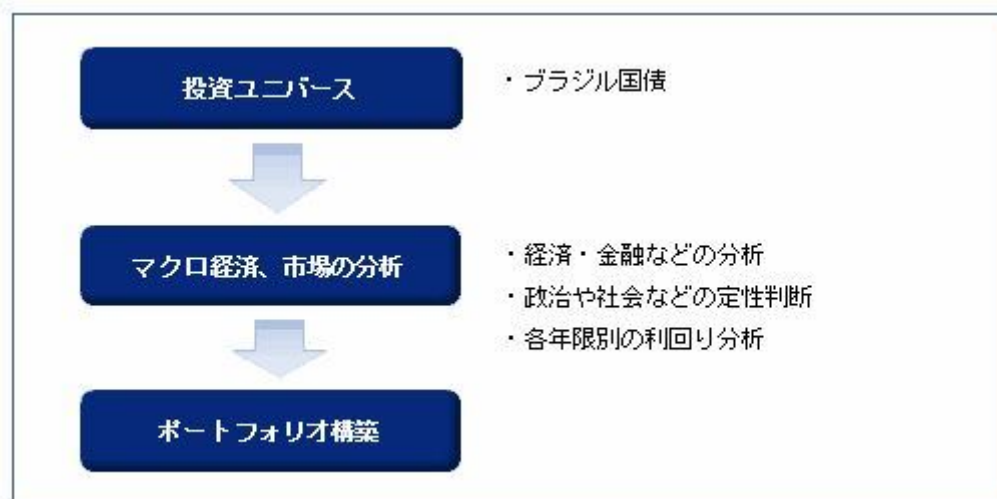 投資ユニバース
・ブラジル国債
マクロ経済、市場の分析
・経済・金融などの分析
・政治や社会などの定性判断
・各年限別の利回り分析
ポートフォリオ構築